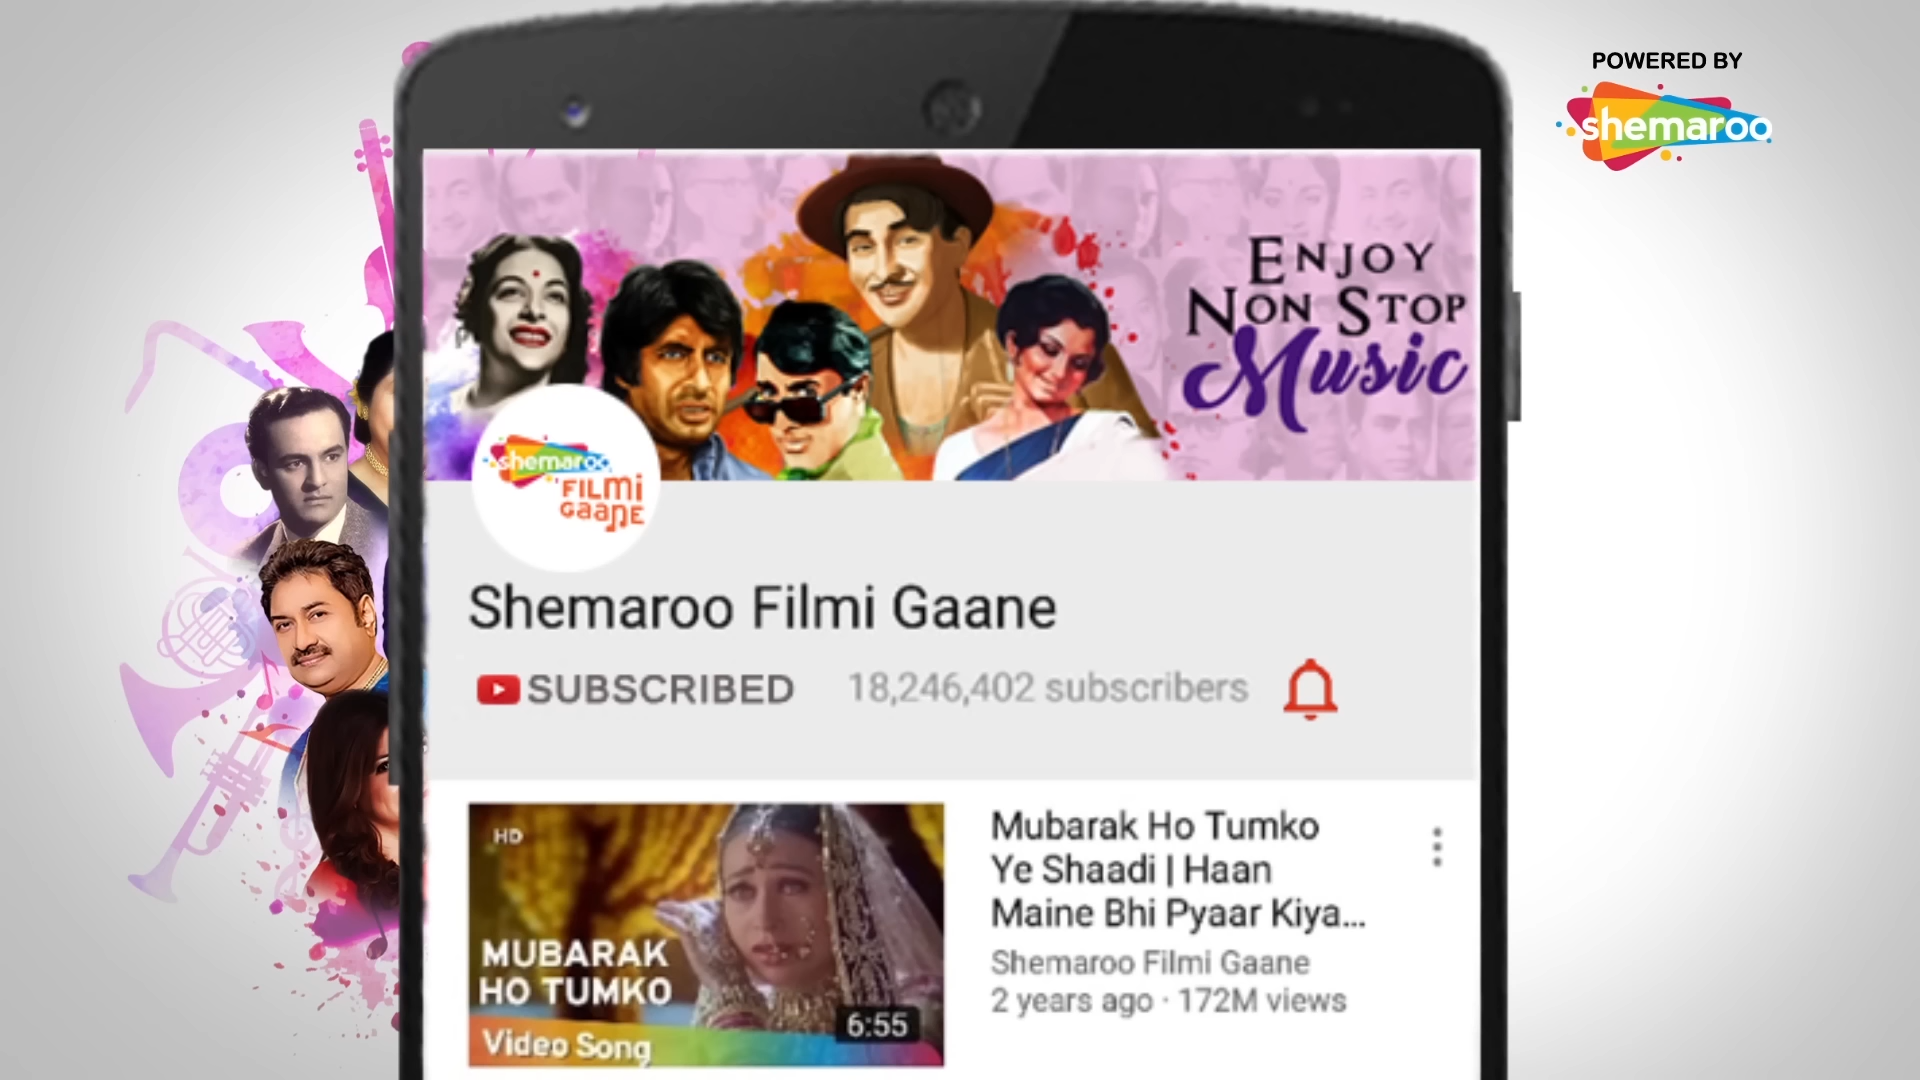 POWERED BY
shemaroo
ENJOY
NON STOP
Music
shemaroo
FILMI
GAANE
Shemaroo Filmi Gaane
SUBSCRIBED 18,246,402 subscribers
HD
MUBARAK
HO TUMKO
Video Song
6:55
Mubarak Ho Tumko
Ye Shaadi | Haan
Maine Bhi Pyaar Kiya...
Shemaroo Filmi Gaane
2 years ago · 172M views